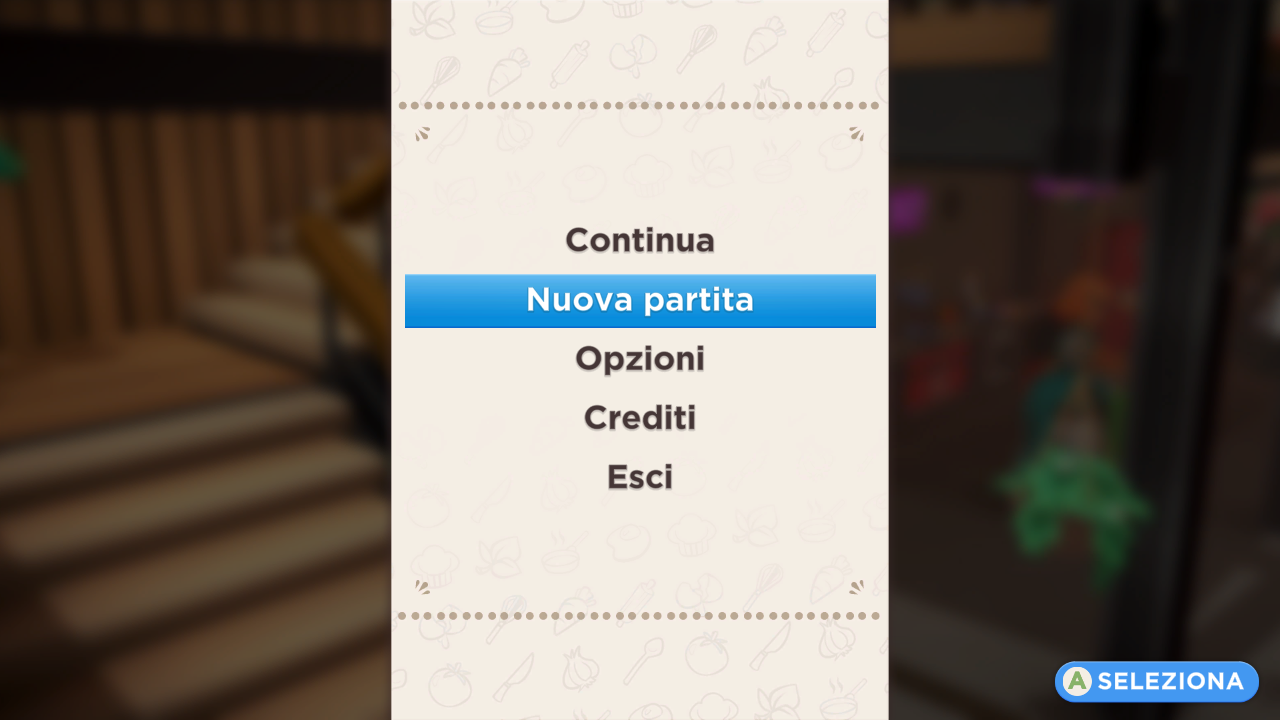 Continua
Nuova partita
Opzioni
Crediti
Esci
A SELEZIONA